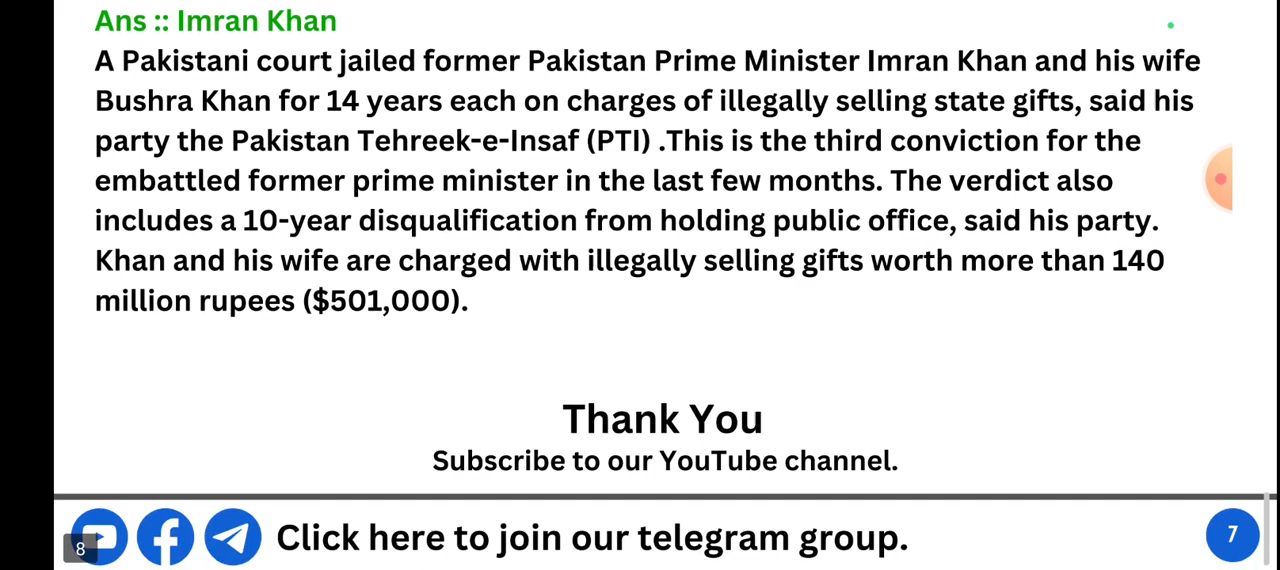 Ans :: Imran Khan
A Pakistani court jailed former Pakistan Prime Minister Imran Khan and his wife
Bushra Khan for 14 years each on charges of illegally selling state gifts, said his
party the Pakistan Tehreek-e-Insaf (PTI) .This is the third conviction for the
embattled former prime minister in the last few months. The verdict also
includes a 10-year disqualification from holding public office, said his party.
Khan and his wife are charged with illegally selling gifts worth more than 140
million rupees ($501,000).
Thank You
Subscribe to our YouTube channel.
8
Click here to join our telegram group.
7